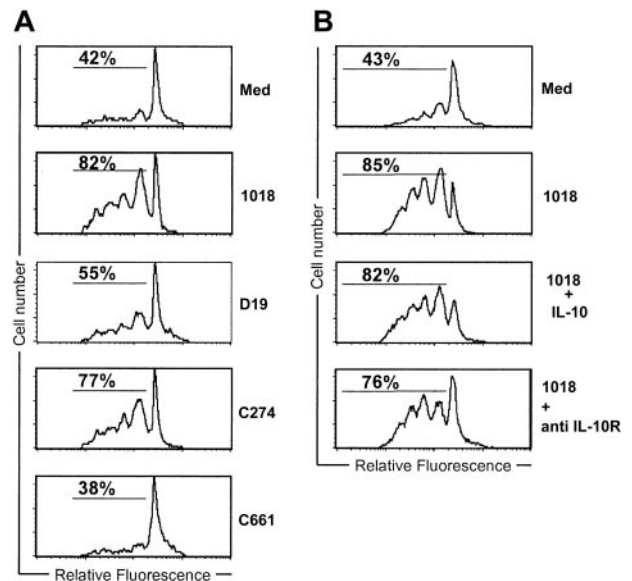 A
42%
Med
82%
1018
55%
D19
77%
C274
38%
C661
Cell number
Relative Fluorescence
B
43%
Med
85%
1018
82%
1018
+
IL-10
76%
1018
+
anti IL-10R
Cell number
Relative Fluorescence